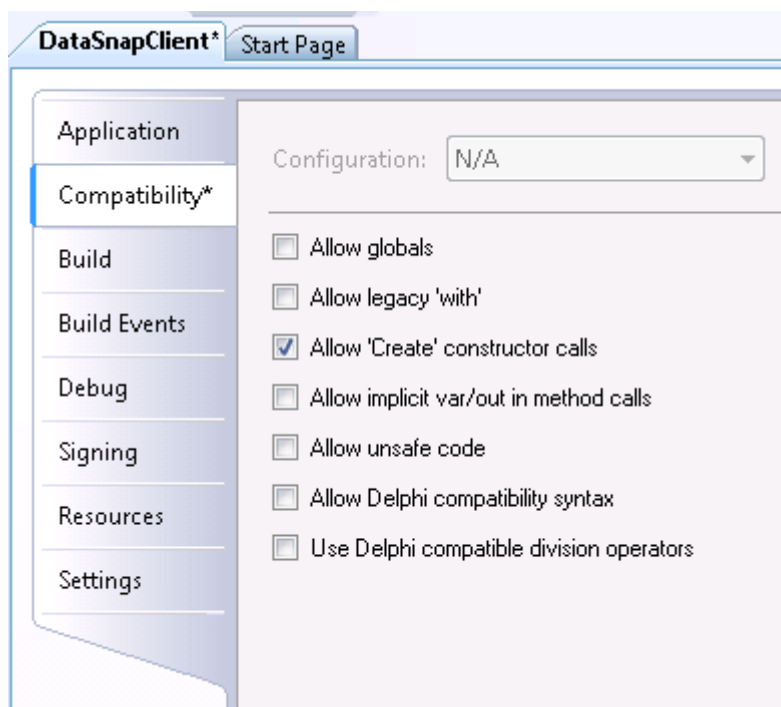 DataSnapClient* Start Page
Application
Compatibility*
Build
Build Events
Debug
Signing
Resources
Settings
Configuration: N/A
Allow globals
Allow legacy 'with'
Allow 'Create' constructor calls
Allow implicit var/out in method calls
Allow unsafe code
Allow Delphi compatibility syntax
Use Delphi compatible division operators